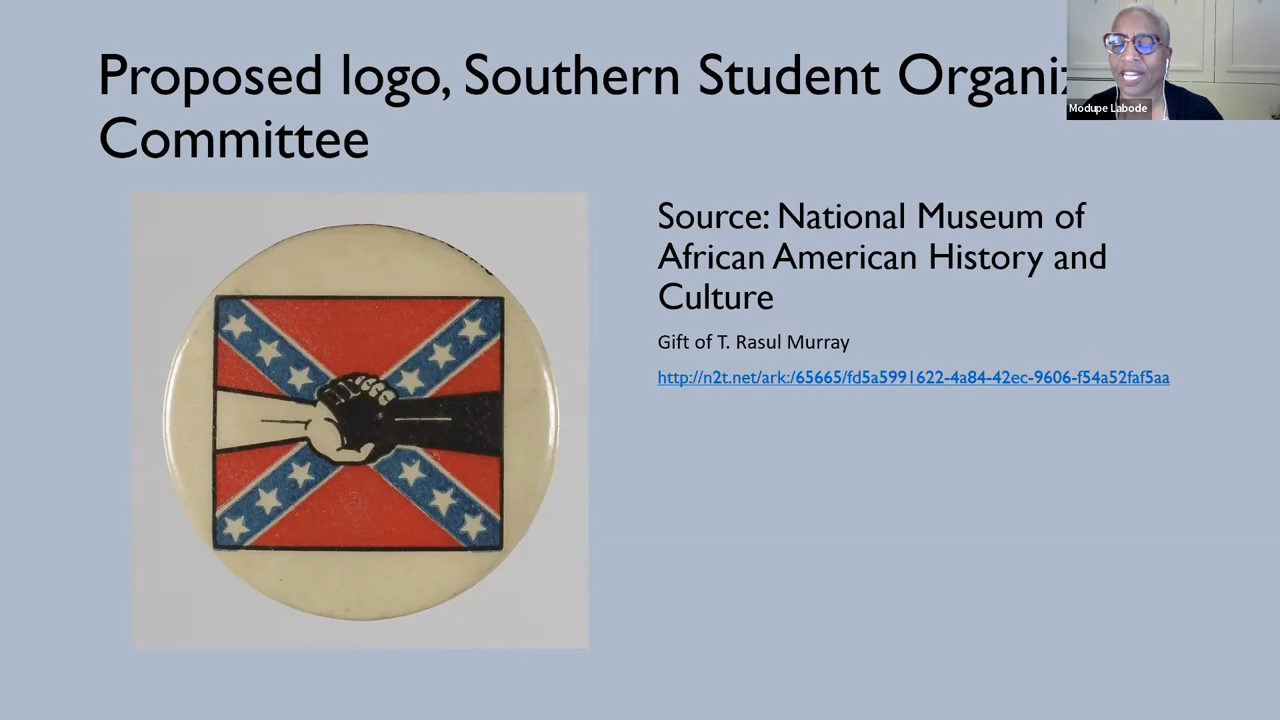 Proposed logo, Southern Student Organiz
Committee
Modupe Labode
Source: National Museum of
African American History and
Culture
Gift of T. Rasul Murray
http://n2t.net/ark:/65665/fd5a5991622-4a84-42ec-9606-f54a52faf5aa